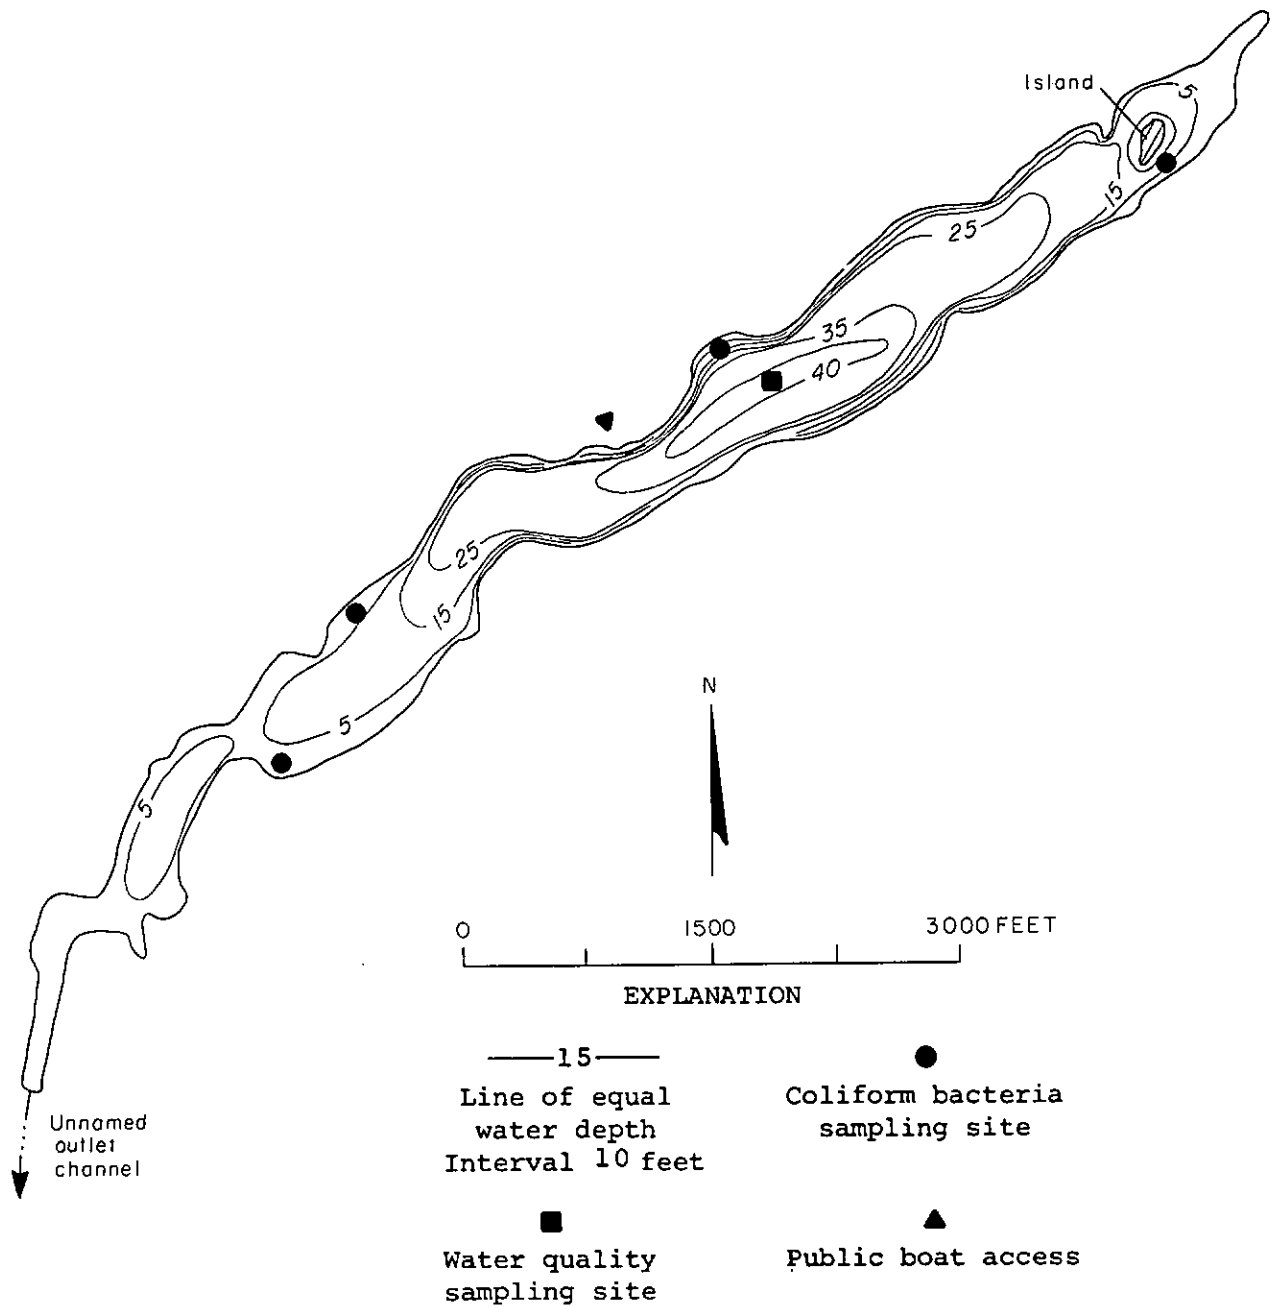 Island
5
15
25
35
40
25
15
5
5
N
0 1500 3000 FEET
EXPLANATION
15
Line of equal
water depth
Interval 10 feet
Coliform bacteria
sampling site
Unnamed
outlet
channel
Water quality
sampling site
Public boat access